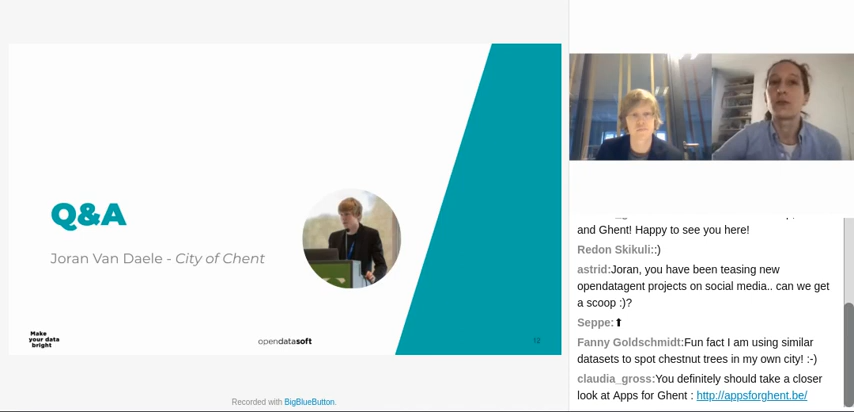 Q&A
Joran Van Daele - City of Chent
Make
your data
bright
opendatasoft
12
Recorded with BigBlueButton.
and Ghent! Happy to see you here!
Redon Skikuli::)
astrid:Joran, you have been teasing new
opendatagent projects on social media.. can we get
a scoop :)?
Seppe:⬆
Fanny Goldschmidt:Fun fact I am using similar
datasets to spot chestnut trees in my own city! :-)
claudia_gross:You definitely should take a closer
look at Apps for Ghent : http://appsforghent.be/